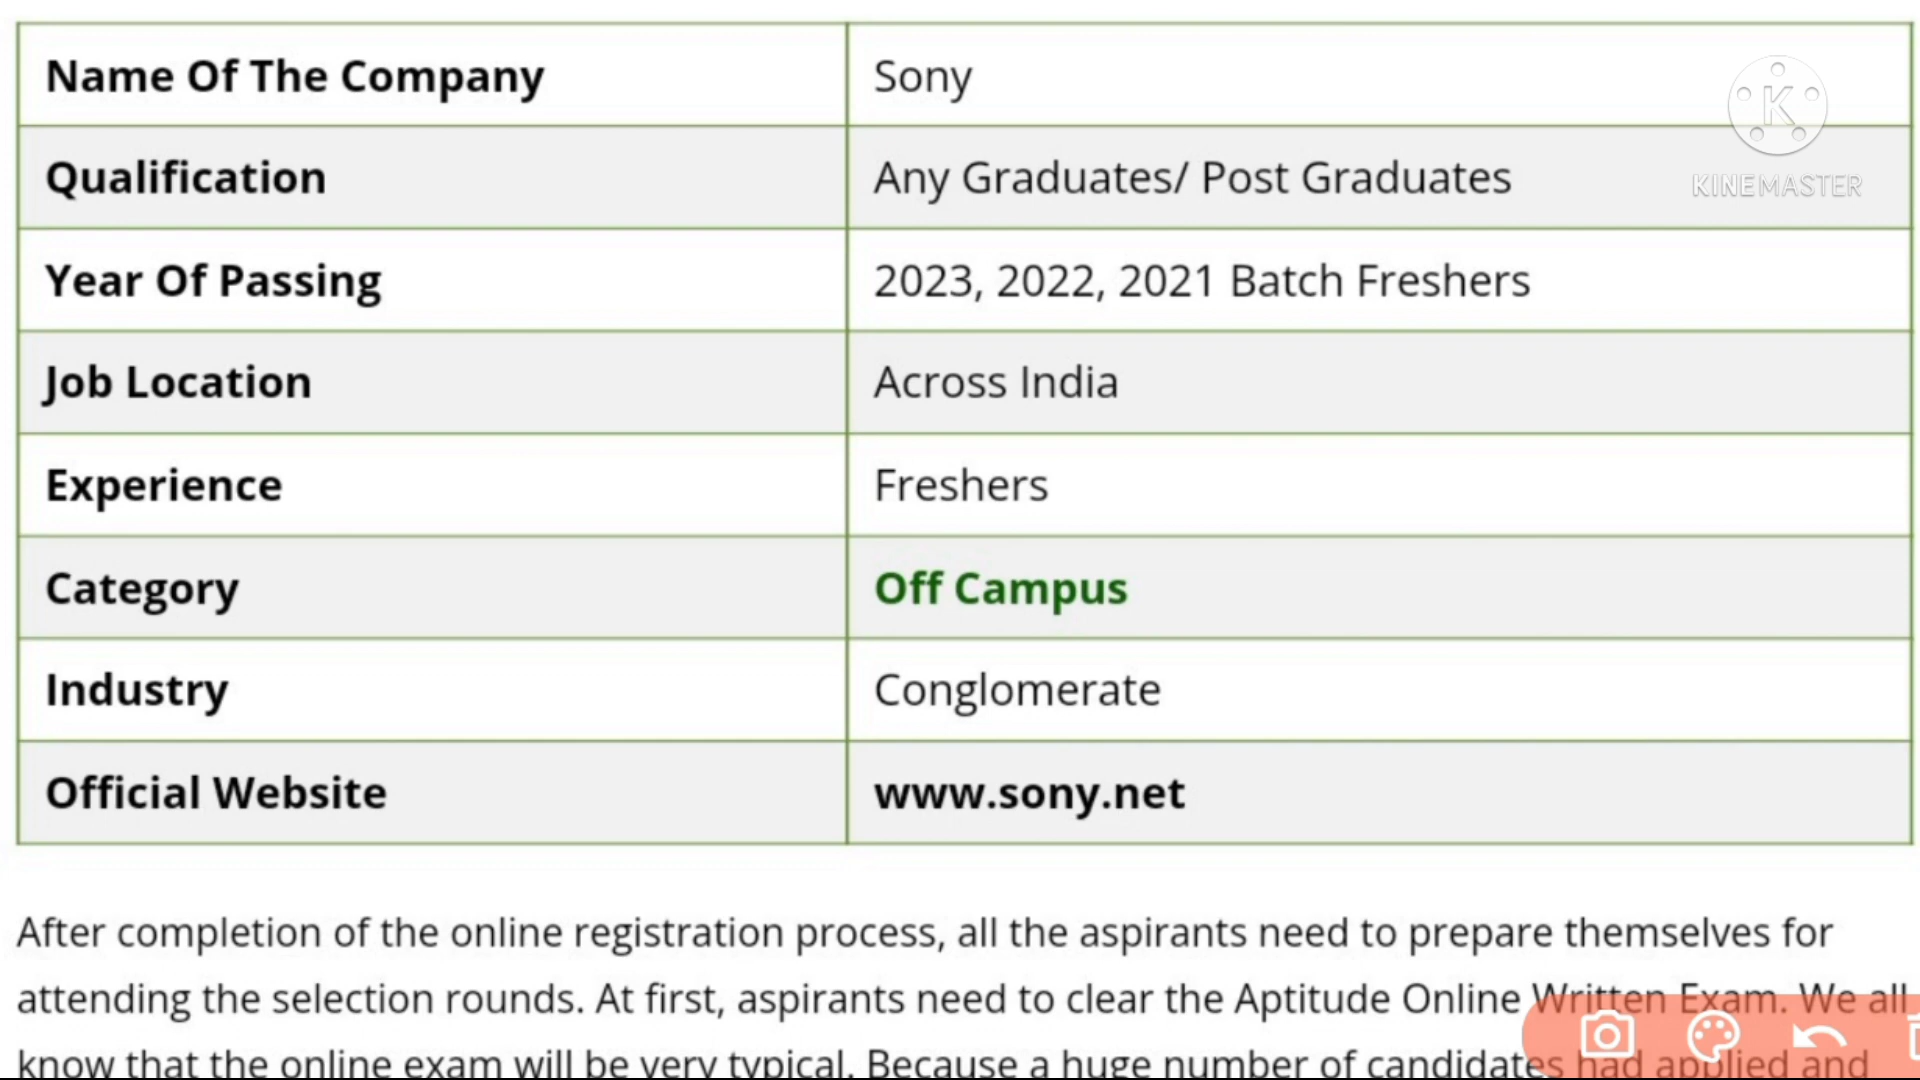 Name Of The Company Sony
Qualification Any Graduates/ Post Graduates
Year Of Passing 2023, 2022, 2021 Batch Freshers
Job Location Across India
Experience Freshers
Category Off Campus
Industry Conglomerate
Official Website www.sony.net
K
KINEMASTER
After completion of the online registration process, all the aspirants need to prepare themselves for
attending the selection rounds. At first, aspirants need to clear the Aptitude Online Written Exam. We all
know that the online exam will be very typical. Because a huge number of candidates had applied and